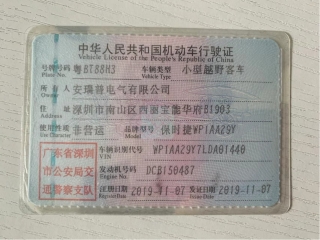 中华人民共和国机动车行驶证
Vehicle License of the People's Republic of China
号牌号码 粤BT88H3 车辆类型 小型越野客车
Plate No. Vehicle Type
所有人 安瑞普电气有限公司
Owner
住址 深圳市南山区西丽宝能华府B1903
Address
使用性质 非营运 品牌型号 保时捷WP1AA29Y
Use Character Model
广东省深圳 车辆识别代号 WP1AA29Y7LDA01440
VIN
市公安局交 发动机号码 DCB150487
Engine No.
通警察支队 注册日期 2019-11-07 发证日期 2019-11-07